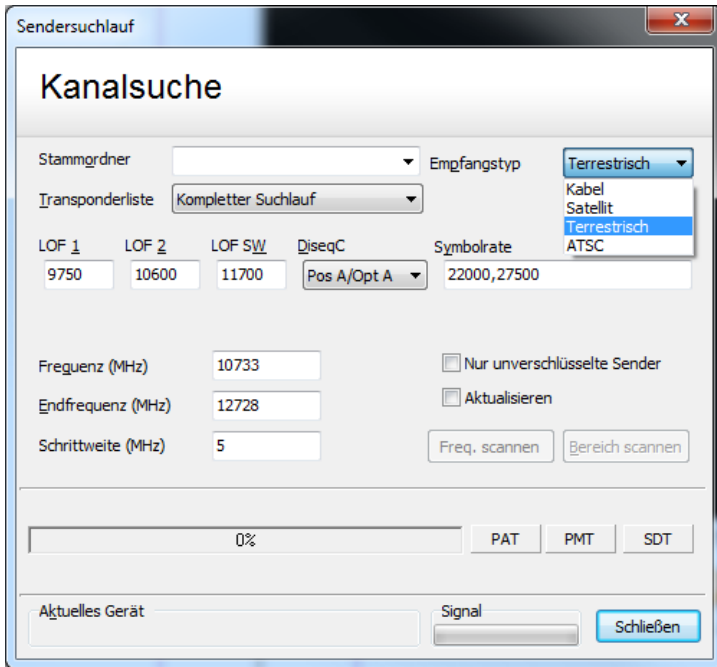 Sendersuchlauf
Kanalsuche
Stammordner
Empfangstyp
Terrestrisch
Kabel
Satellit
Terrestrisch
ATSC
Transponderliste
Kompletter Suchlauf
LOF 1 LOF 2 LOF SW DiseqC Symbolrate
9750 10600 11700 Pos A/Opt A 22000,27500
Frequenz (MHz) 10733
Nur unverschlüsselte Sender
Endfrequenz (MHz) 12728
Aktualisieren
Schrittweite (MHz) 5
Freq. scannen Bereich scannen
0% PAT PMT SDT
Aktuelles Gerät Signal
Schließen